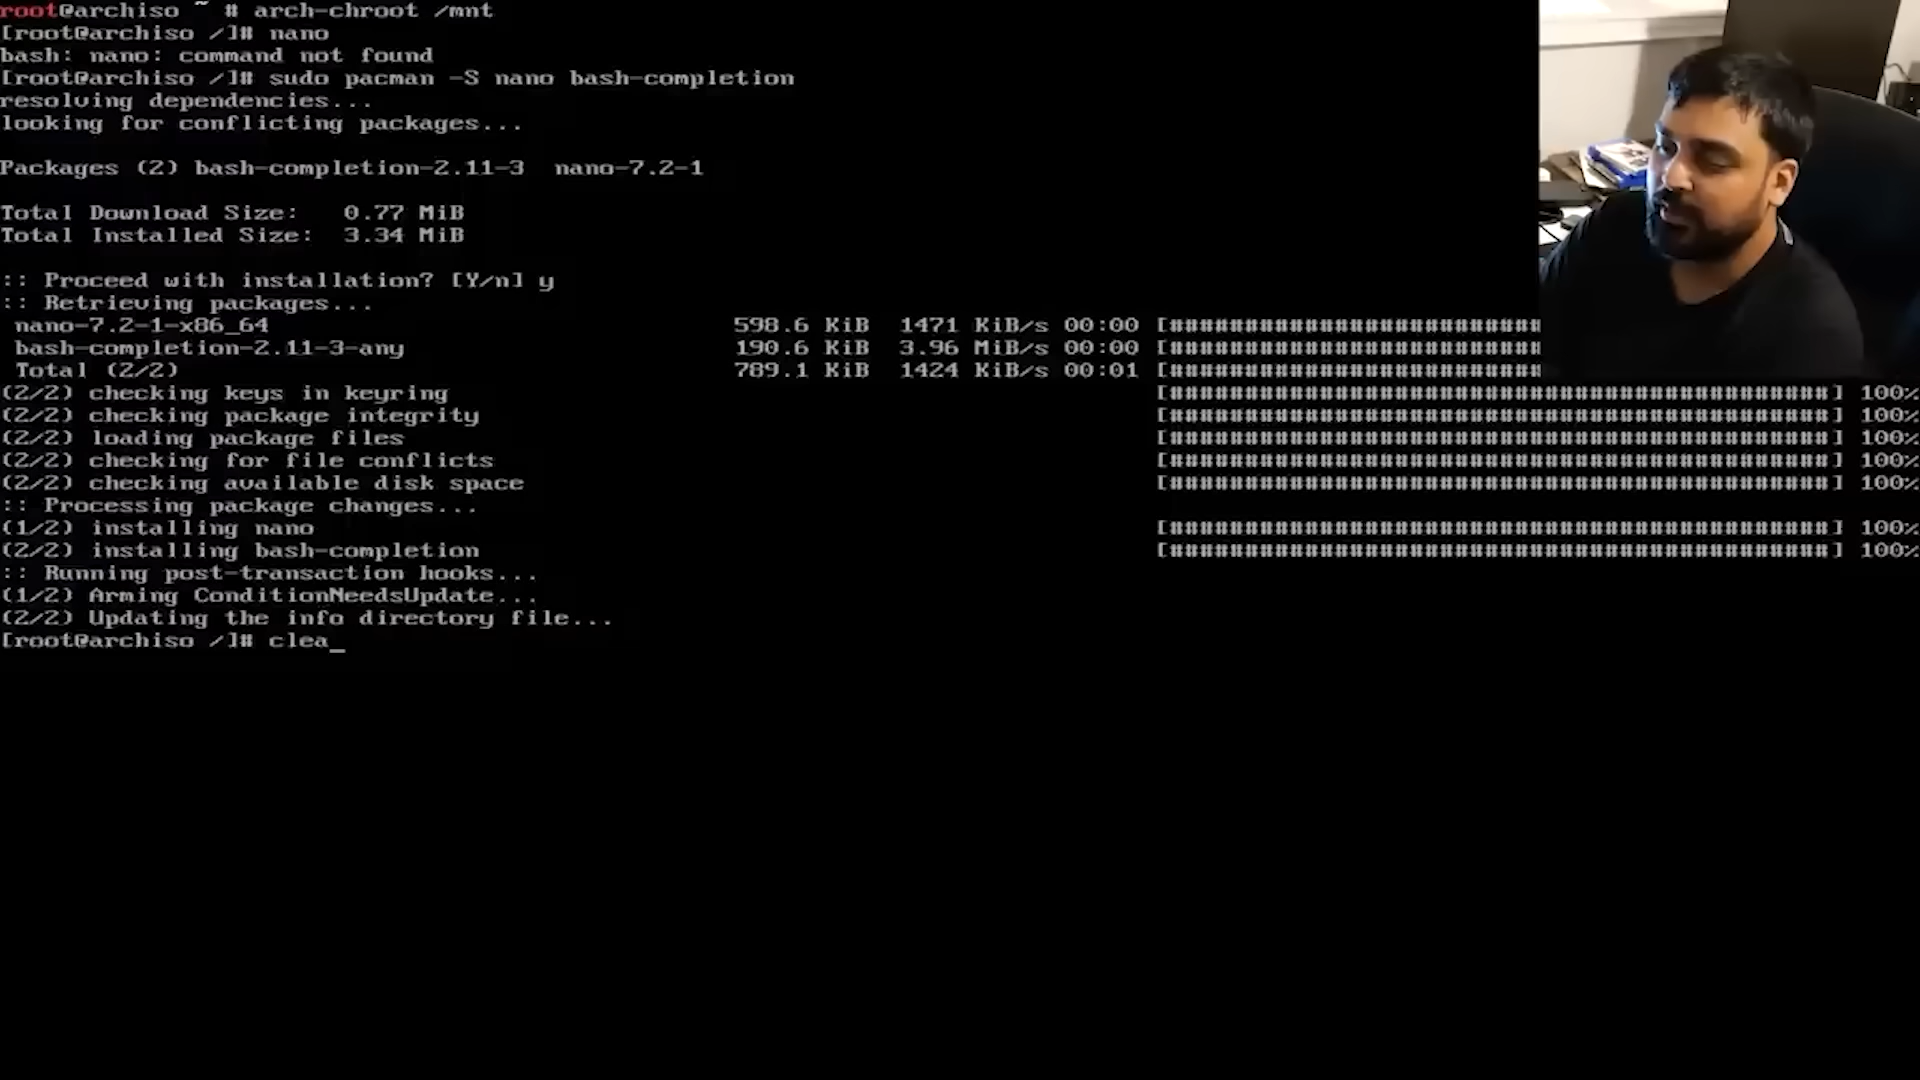 root@archiso ~ # arch-chroot /mnt
[root@archiso /]# nano
bash: nano: command not found
[root@archiso /]# sudo pacman -S nano bash-completion
resolving dependencies...
looking for conflicting packages...
Packages (2) bash-completion-2.11-3  nano-7.2-1
Total Download Size:   0.77 MiB
Total Installed Size:  3.34 MiB
:: Proceed with installation? [Y/n] y
:: Retrieving packages...
nano-7.2-1-x86_64 598.6 KiB 1471 KiB/s 00:00 [#########################
bash-completion-2.11-3-any 190.6 KiB 3.96 MiB/s 00:00 [#########################
Total (2/2) 789.1 KiB 1424 KiB/s 00:01 [#########################
(2/2) checking keys in keyring [############################################] 100%
(2/2) checking package integrity [############################################] 100%
(2/2) loading package files [############################################] 100%
(2/2) checking for file conflicts [############################################] 100%
(2/2) checking available disk space [############################################] 100%
:: Processing package changes...
(1/2) installing nano [############################################] 100%
(2/2) installing bash-completion [############################################] 100%
:: Running post-transaction hooks...
(1/2) Arming ConditionNeedsUpdate...
(2/2) Updating the info directory file...
[root@archiso /]# clea_